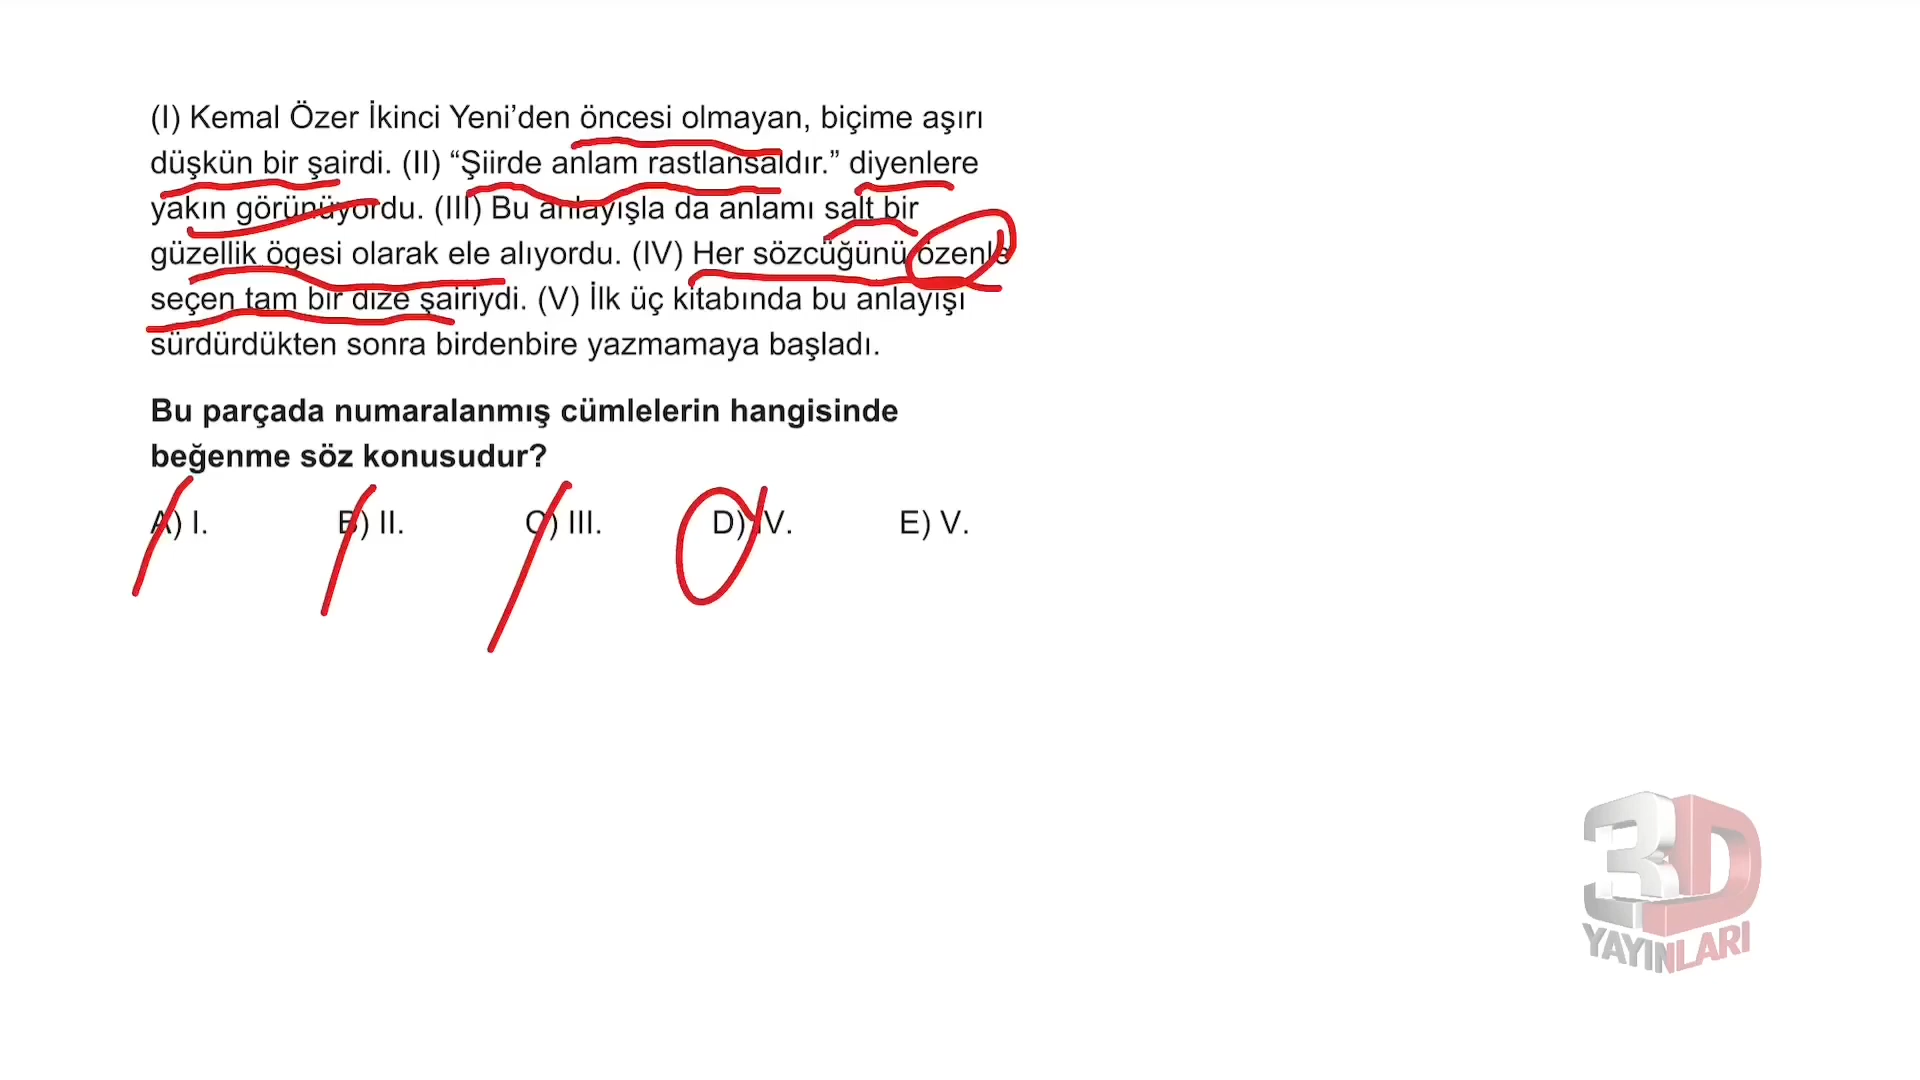 (I) Kemal Özer İkinci Yeni’den öncesi olmayan, biçime aşırı
düşkün bir şairdi. (II) “Şiirde anlam rastlansaldır.” diyenlere
yakın görünüyordu. (III) Bu anlayışla da anlamı salt bir
güzellik ögesi olarak ele alıyordu. (IV) Her sözcüğünü özenle
seçen tam bir dize şairiydi. (V) İlk üç kitabında bu anlayışı
sürdürdükten sonra birdenbire yazmamaya başladı.
Bu parçada numaralanmış cümlelerin hangisinde
beğenme söz konusudur?
A) I. B) II. C) III. D) IV. E) V.
3D
YAYINLARI